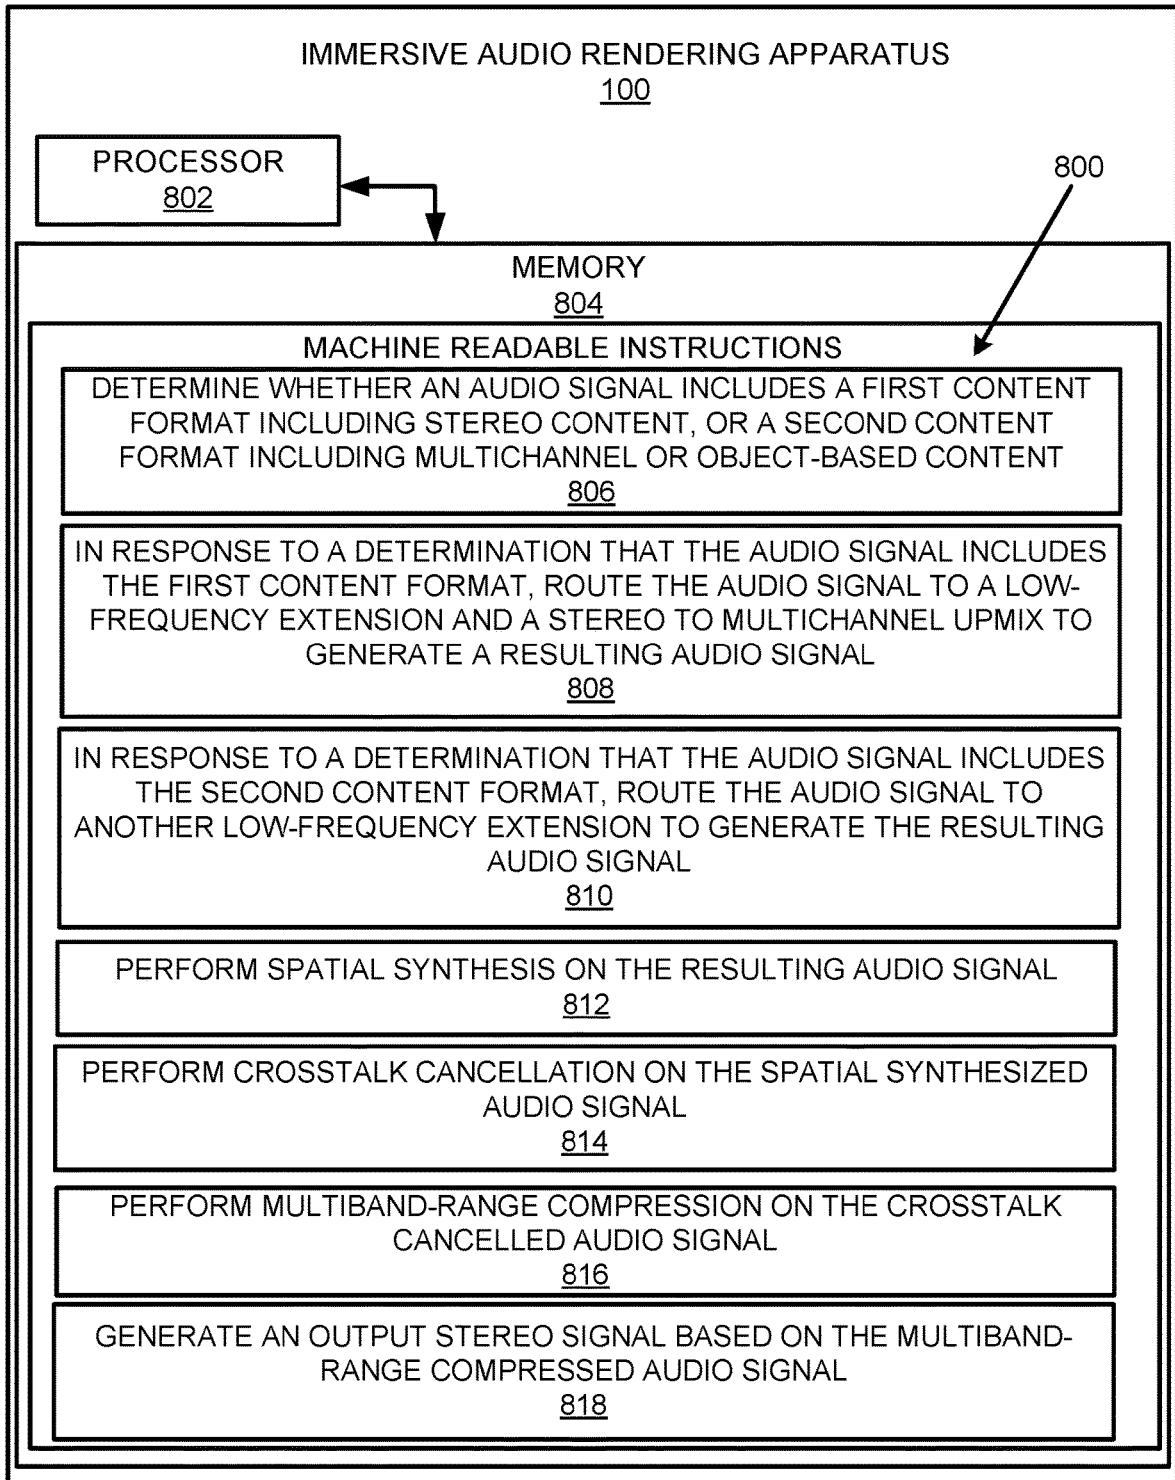 IMMERSIVE AUDIO RENDERING APPARATUS
100
PROCESSOR
802
800
MEMORY
804
MACHINE READABLE INSTRUCTIONS
DETERMINE WHETHER AN AUDIO SIGNAL INCLUDES A FIRST CONTENT
FORMAT INCLUDING STEREO CONTENT, OR A SECOND CONTENT
FORMAT INCLUDING MULTICHANNEL OR OBJECT-BASED CONTENT
806
IN RESPONSE TO A DETERMINATION THAT THE AUDIO SIGNAL INCLUDES
THE FIRST CONTENT FORMAT, ROUTE THE AUDIO SIGNAL TO A LOW-
FREQUENCY EXTENSION AND A STEREO TO MULTICHANNEL UPMIX TO
GENERATE A RESULTING AUDIO SIGNAL
808
IN RESPONSE TO A DETERMINATION THAT THE AUDIO SIGNAL INCLUDES
THE SECOND CONTENT FORMAT, ROUTE THE AUDIO SIGNAL TO
ANOTHER LOW-FREQUENCY EXTENSION TO GENERATE THE RESULTING
AUDIO SIGNAL
810
PERFORM SPATIAL SYNTHESIS ON THE RESULTING AUDIO SIGNAL
812
PERFORM CROSSTALK CANCELLATION ON THE SPATIAL SYNTHESIZED
AUDIO SIGNAL
814
PERFORM MULTIBAND-RANGE COMPRESSION ON THE CROSSTALK
CANCELLED AUDIO SIGNAL
816
GENERATE AN OUTPUT STEREO SIGNAL BASED ON THE MULTIBAND-
RANGE COMPRESSED AUDIO SIGNAL
818